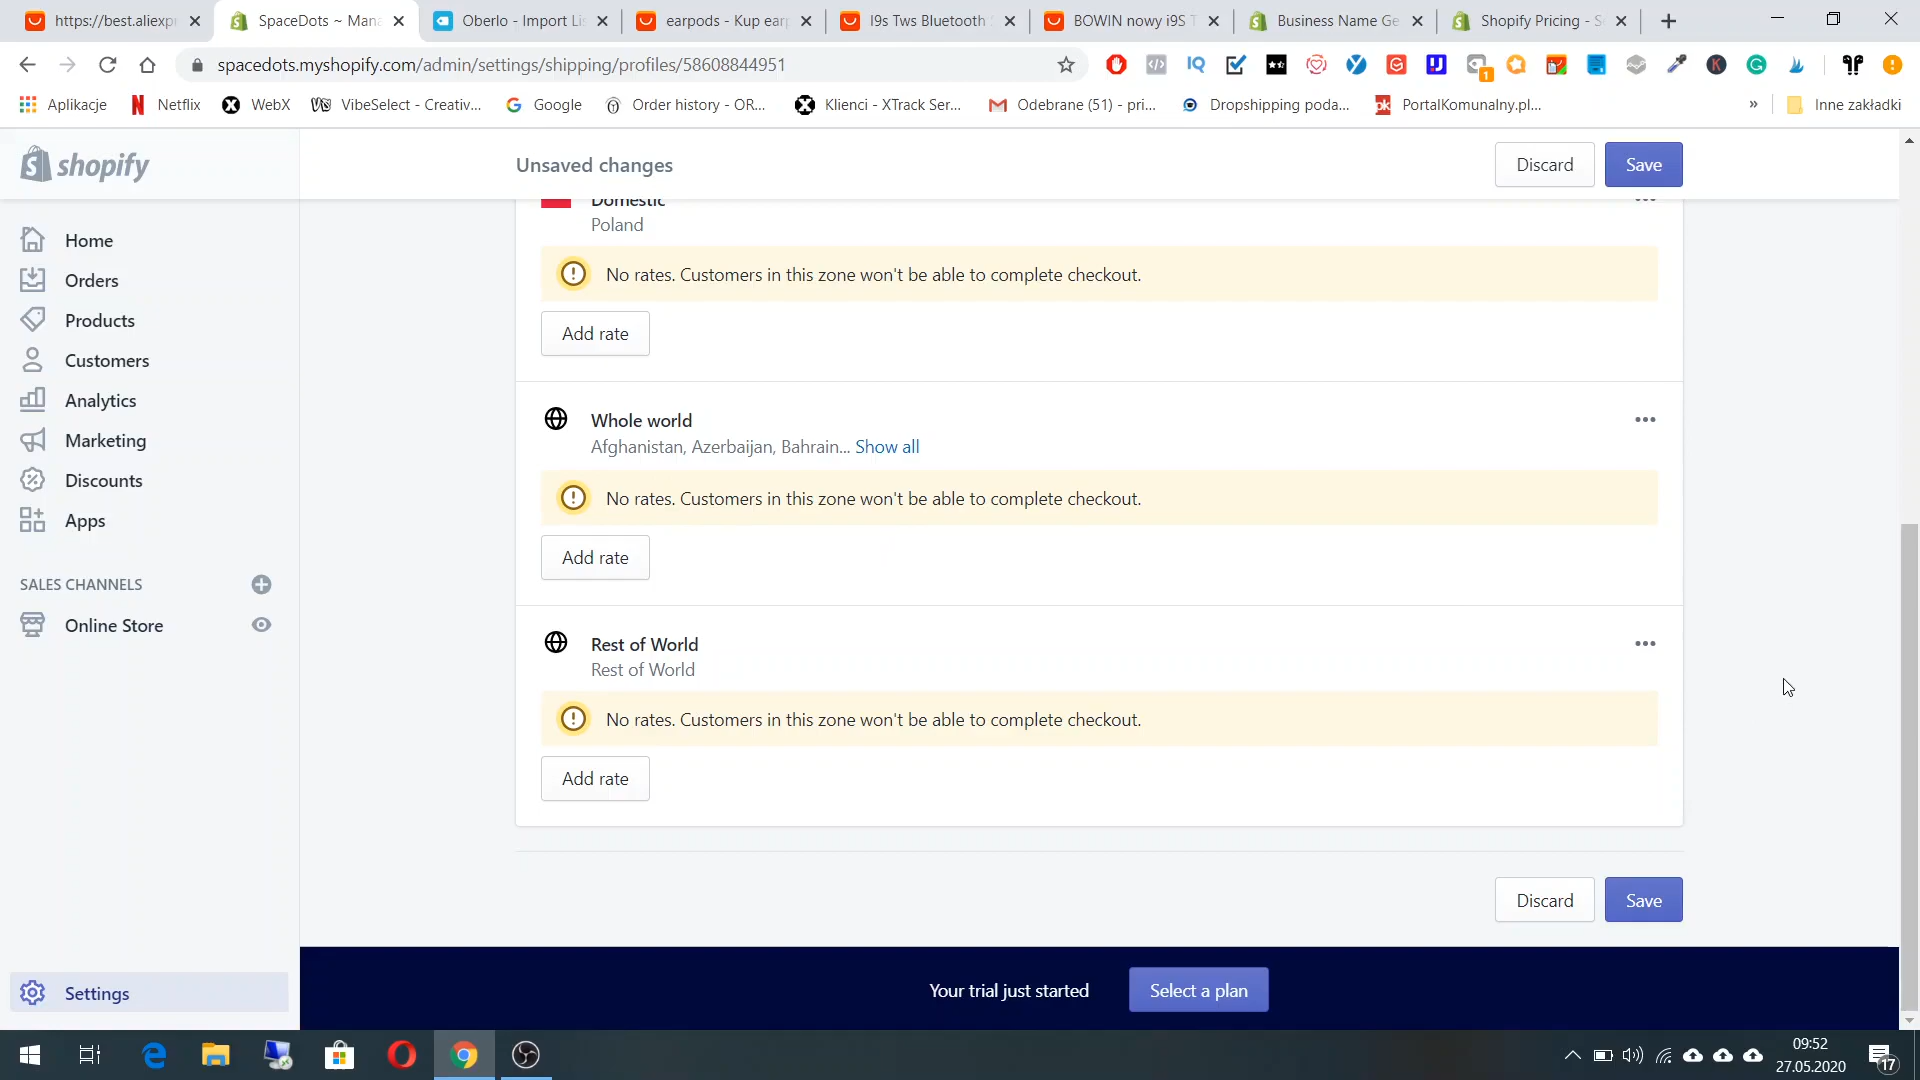 https://best.aliexpr
SpaceDots ~ Mana
Oberlo - Import Lis
earpods - Kup earp
I9s Tws Bluetooth S
BOWIN nowy i9S T
Business Name Ge
Shopify Pricing - S
spacedots.myshopify.com/admin/settings/shipping/profiles/58608844951
Aplikacje
Netflix
WebX
VibeSelect - Creativ...
Google
Order history - OR...
Klienci - XTrack Ser...
Odebrane (51) - pri...
Dropshipping poda...
PortalKomunalny.pl...
»
Inne zakładki
shopify
Unsaved changes
Discard
Save
Home
Orders
Products
Customers
Analytics
Marketing
Discounts
Apps
SALES CHANNELS
Online Store
Settings
Domestic
Poland
No rates. Customers in this zone won't be able to complete checkout.
Add rate
Whole world
Afghanistan, Azerbaijan, Bahrain... Show all
No rates. Customers in this zone won't be able to complete checkout.
Add rate
Rest of World
Rest of World
No rates. Customers in this zone won't be able to complete checkout.
Add rate
Discard
Save
Your trial just started
Select a plan
09:52
27.05.2020
17